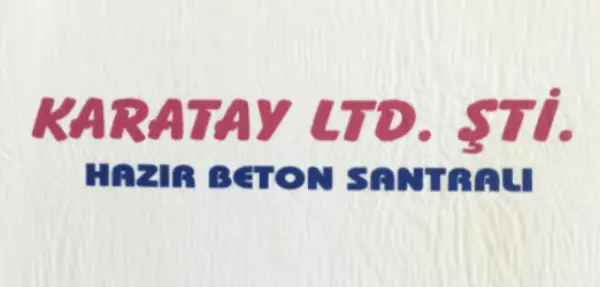 KARATAY LTD. ŞTİ.
HAZIR BETON SANTRALI